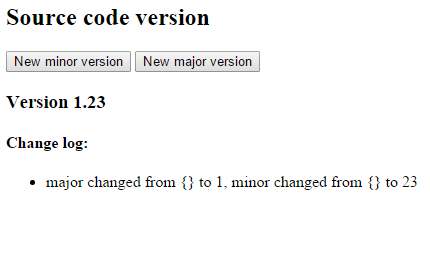 Source code version
New minor version New major version
Version 1.23
Change log:
major changed from {} to 1, minor changed from {} to 23